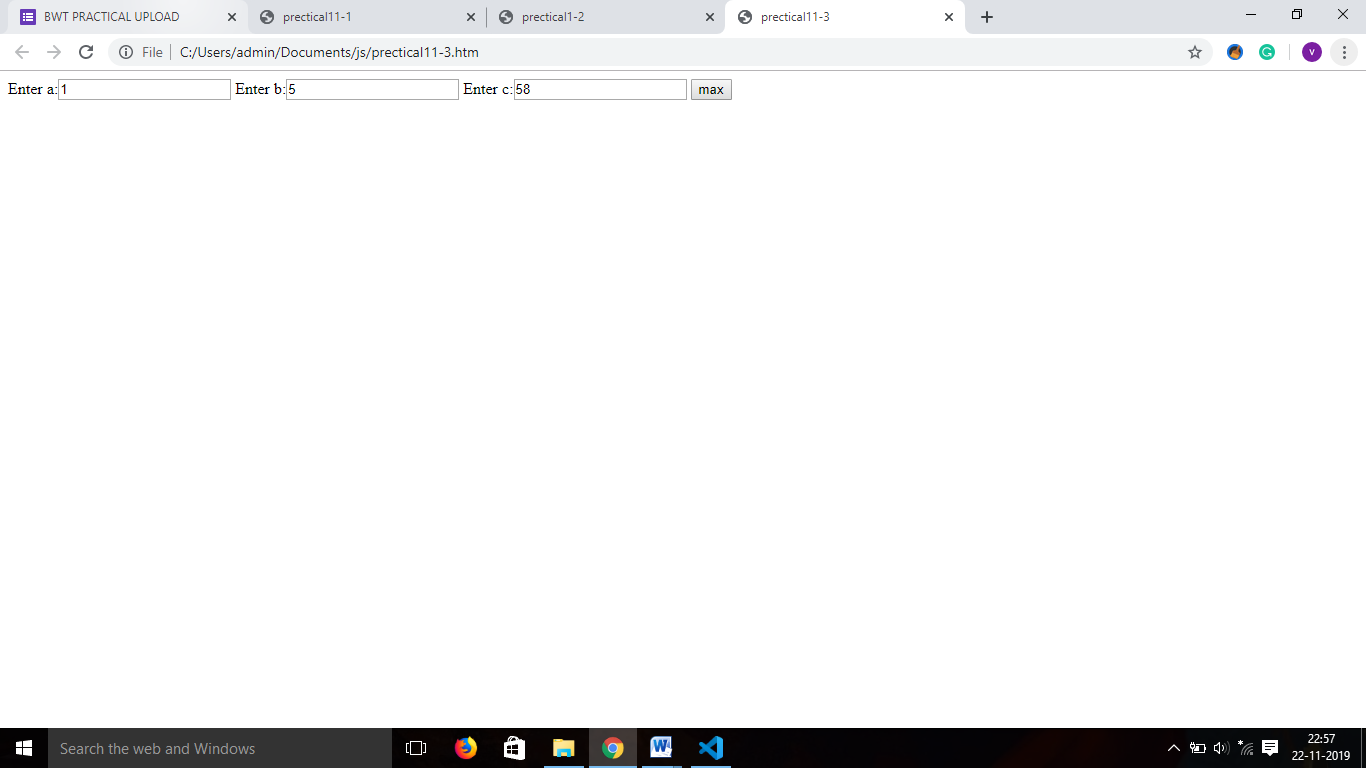 BWT PRACTICAL UPLOAD
prectical11-1
prectical1-2
prectical11-3
File
C:/Users/admin/Documents/js/prectical11-3.htm
v
Enter a:1 Enter b:5 Enter c:58 max
Search the web and Windows
22:57
22-11-2019